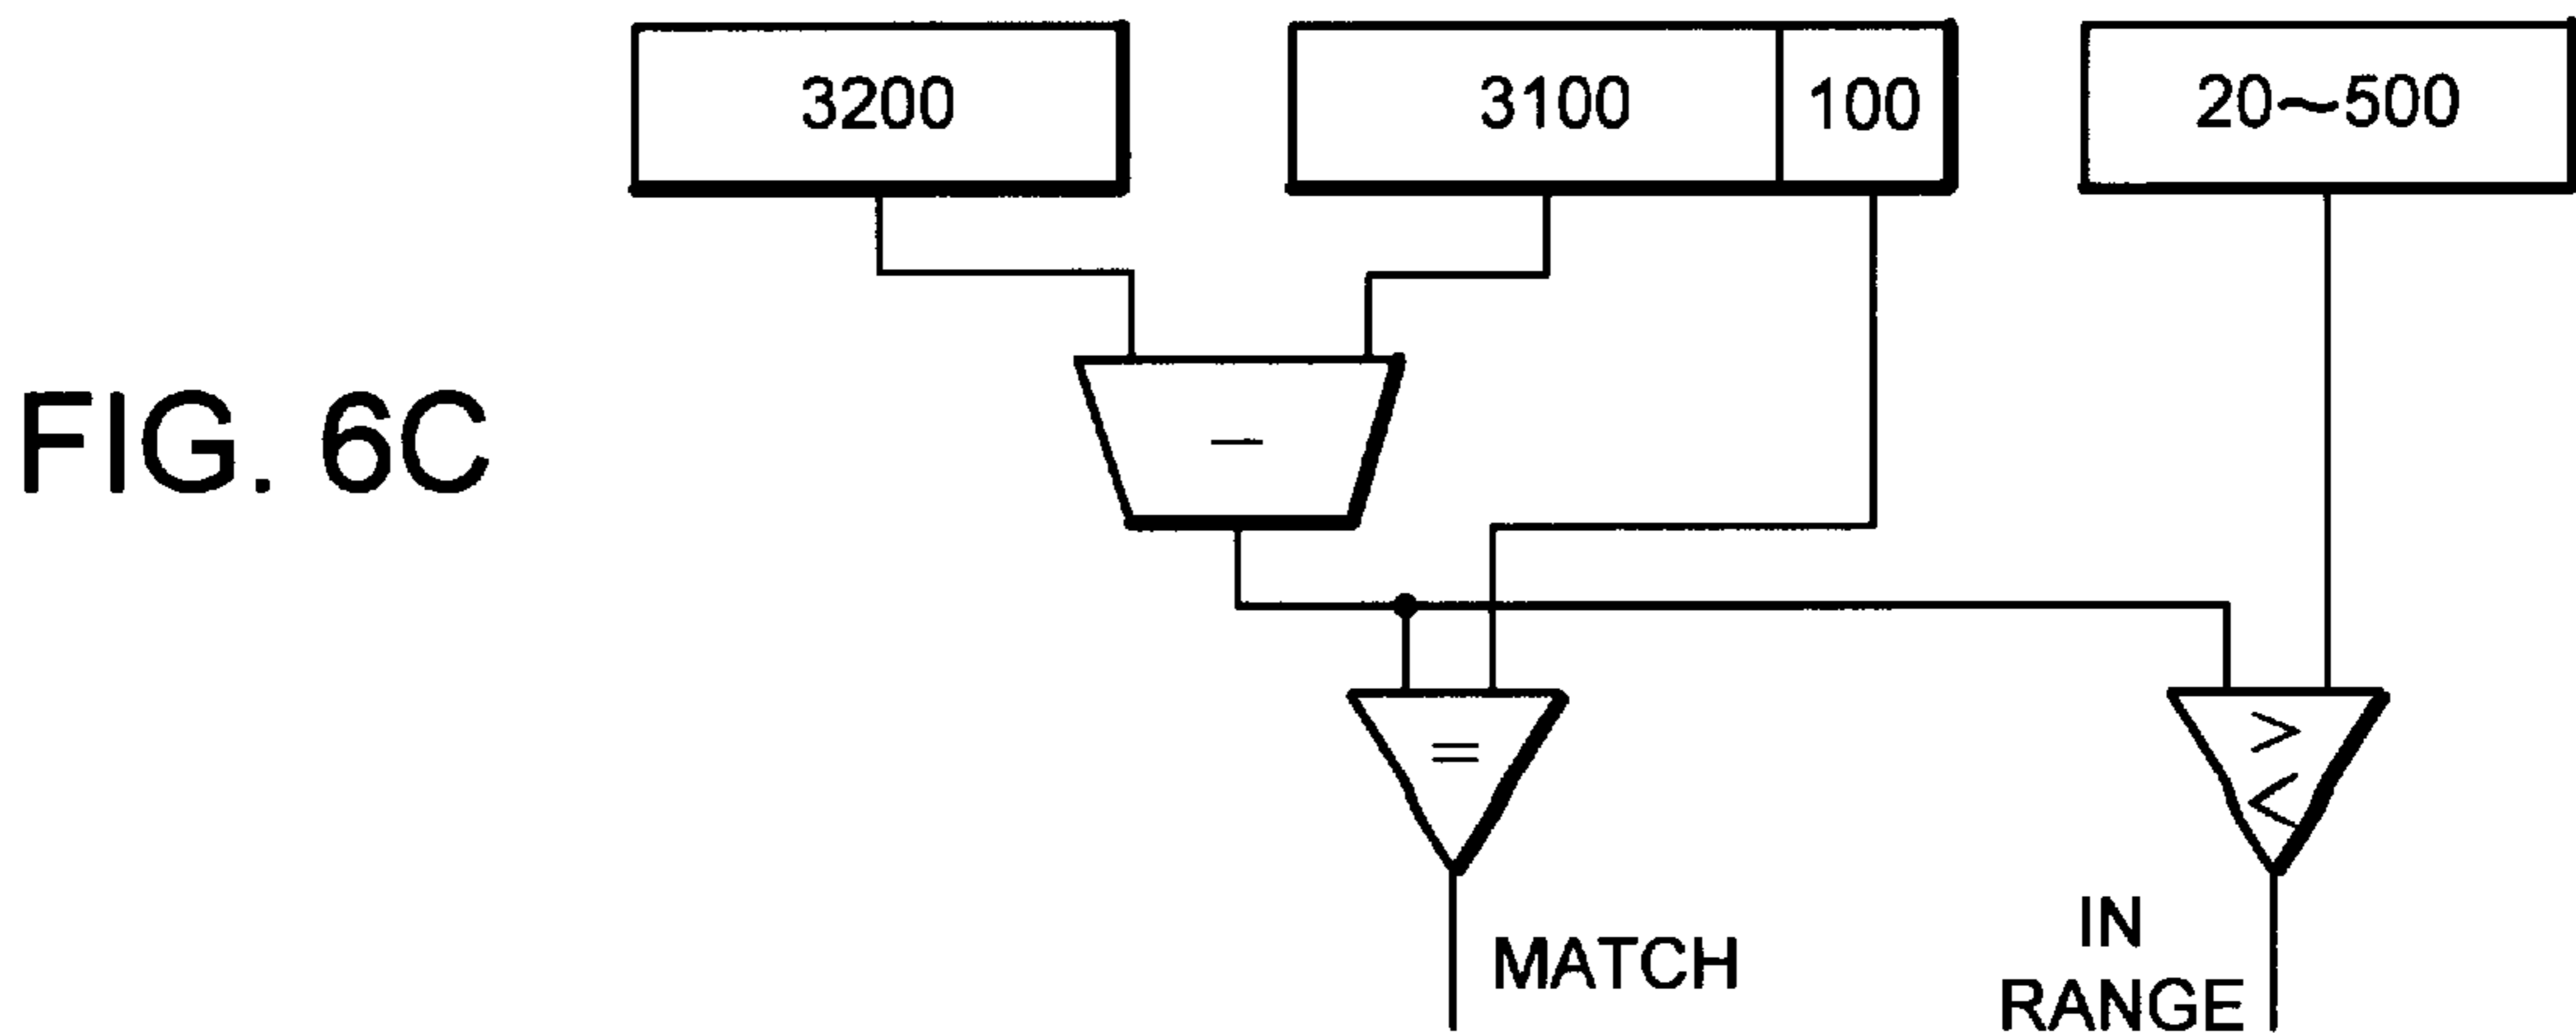 3200
3100
100
20~500
FIG. 6C
—
=
>
<
MATCH
IN
RANGE